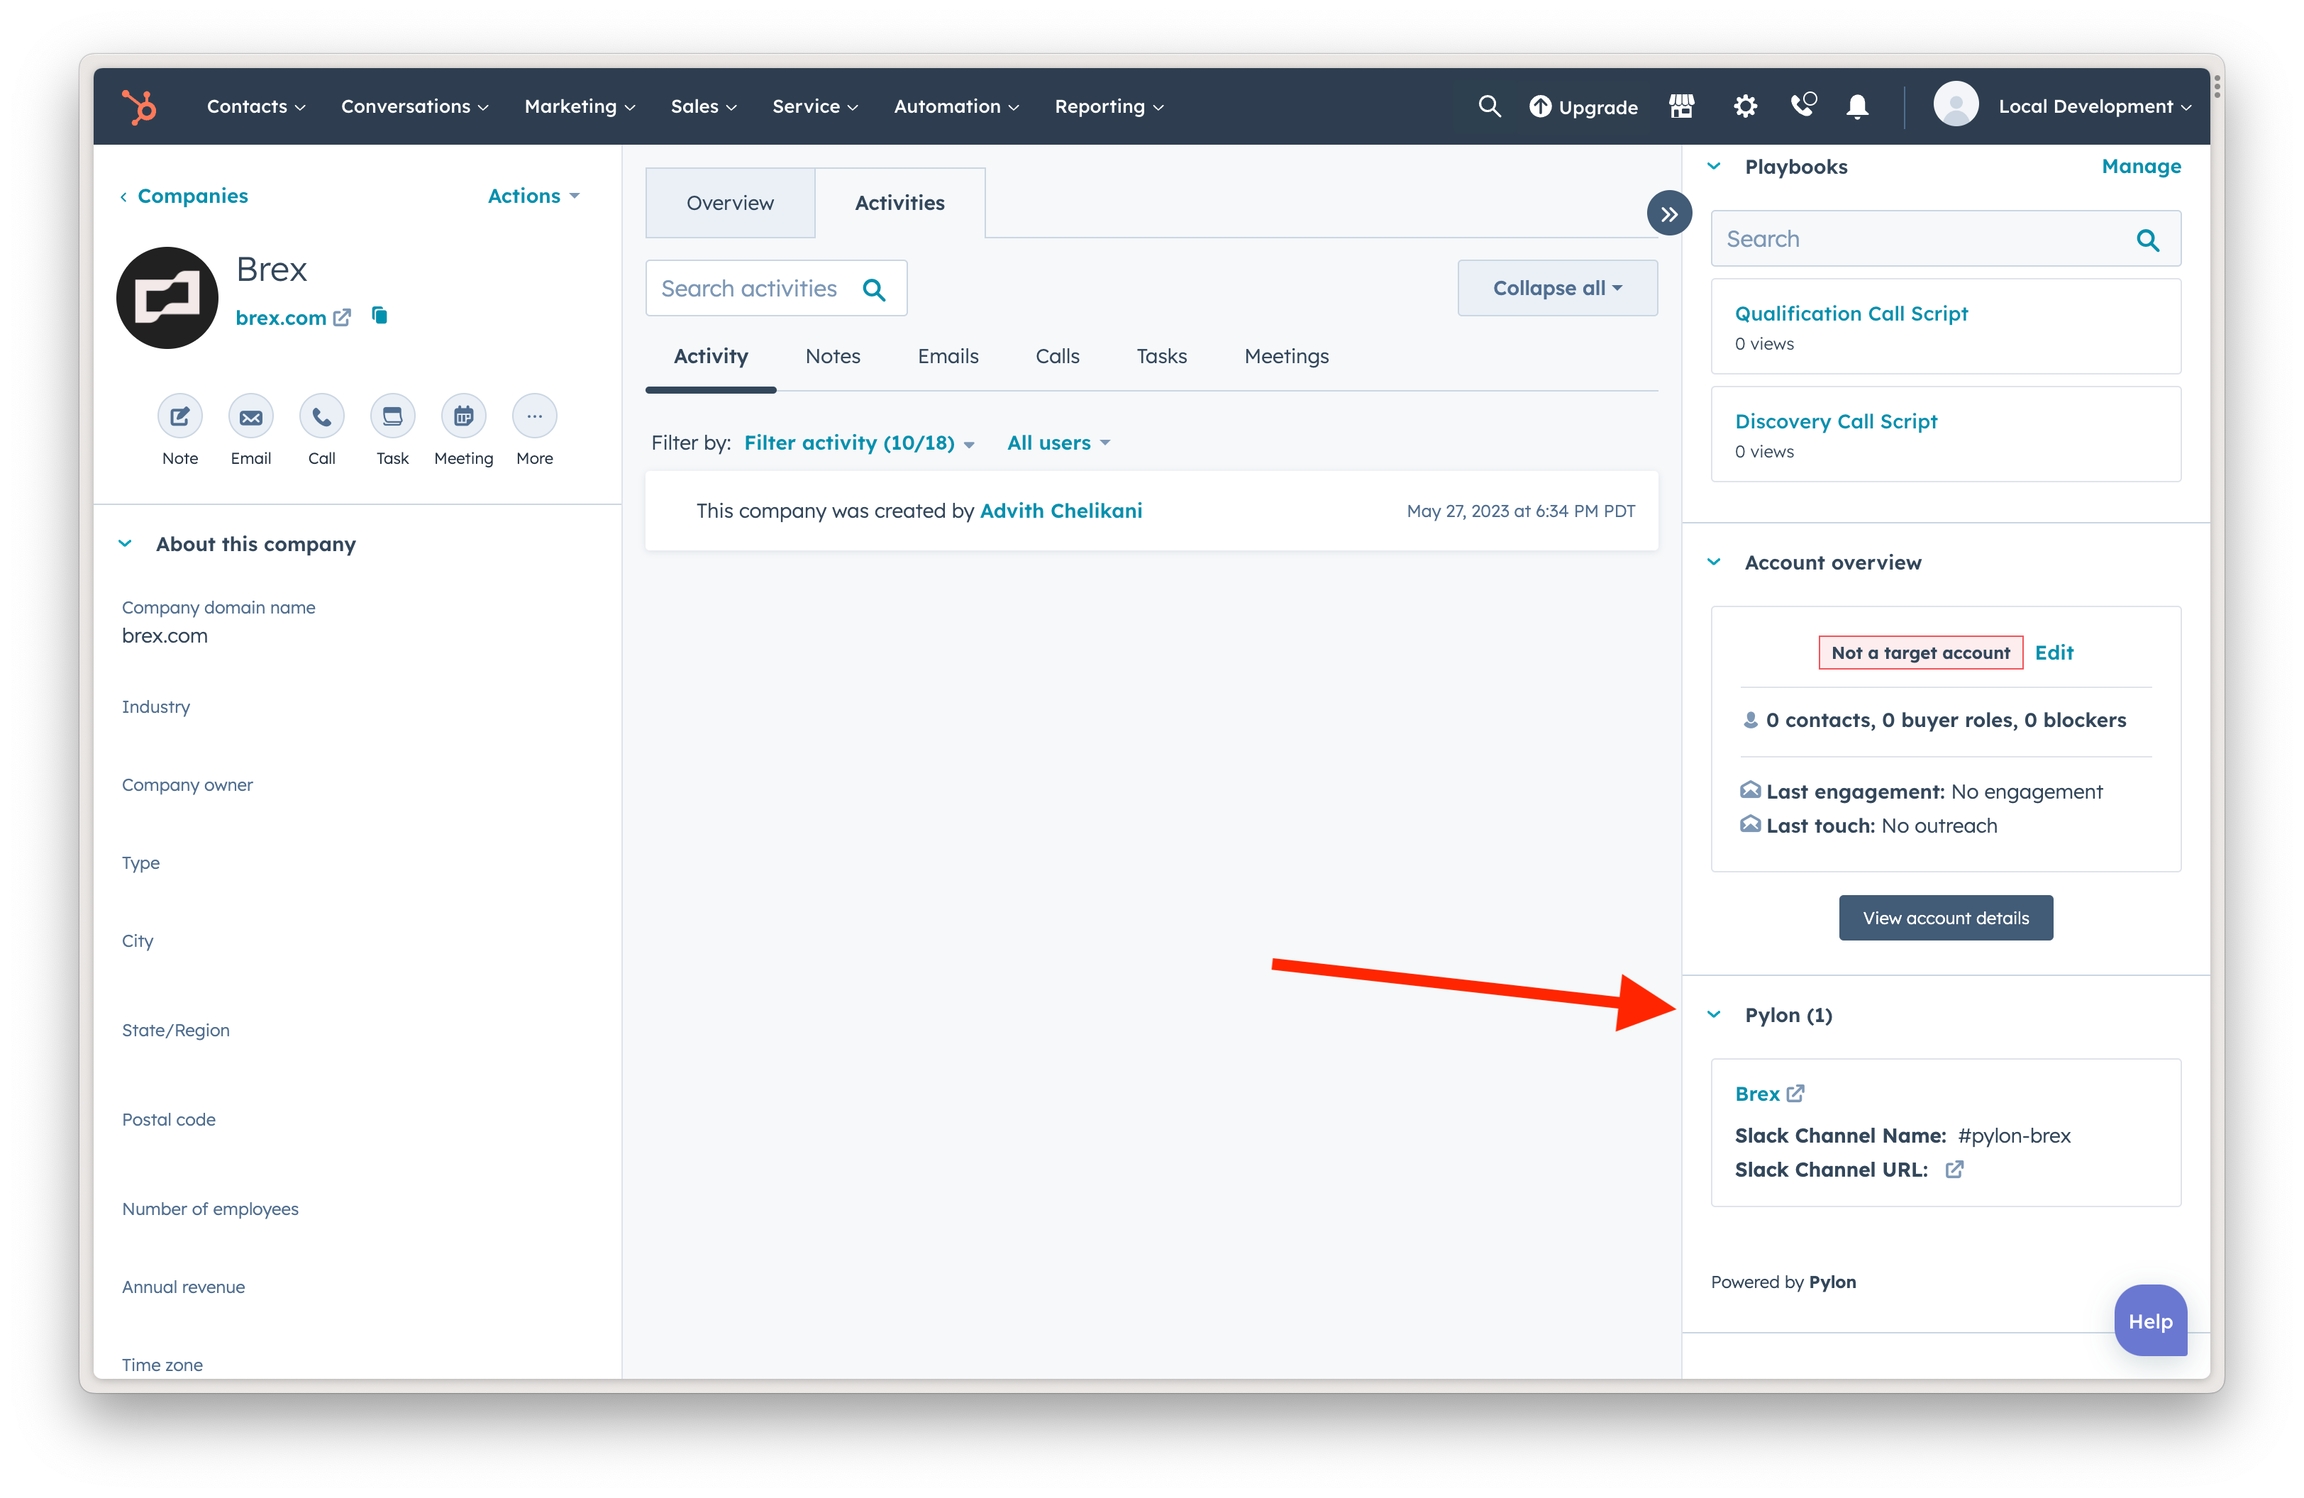 Contacts Conversations Marketing Sales Service Automation Reporting Upgrade Local Development
Companies Actions
Brex
brex.com
Note Email Call Task Meeting More
About this company
Company domain name
brex.com
Industry
Company owner
Type
City
State/Region
Postal code
Number of employees
Annual revenue
Time zone
Overview Activities
Search activities Collapse all
Activity Notes Emails Calls Tasks Meetings
Filter by: Filter activity (10/18) All users
This company was created by Advith Chelikani May 27, 2023 at 6:34 PM PDT
Playbooks Manage
Search
Qualification Call Script
0 views
Discovery Call Script
0 views
Account overview
Not a target account Edit
0 contacts, 0 buyer roles, 0 blockers
Last engagement: No engagement
Last touch: No outreach
View account details
Pylon (1)
Brex
Slack Channel Name: #pylon-brex
Slack Channel URL:
Powered by Pylon
Help